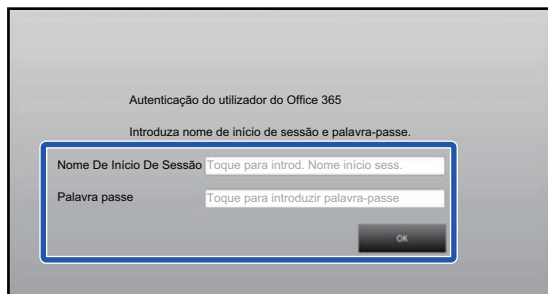 Autenticação do utilizador do Office 365
Introduza nome de início de sessão e palavra-passe.
Nome De Início De Sessão Toque para introd. Nome início sess.
Palavra passe Toque para introduzir palavra-passe
OK